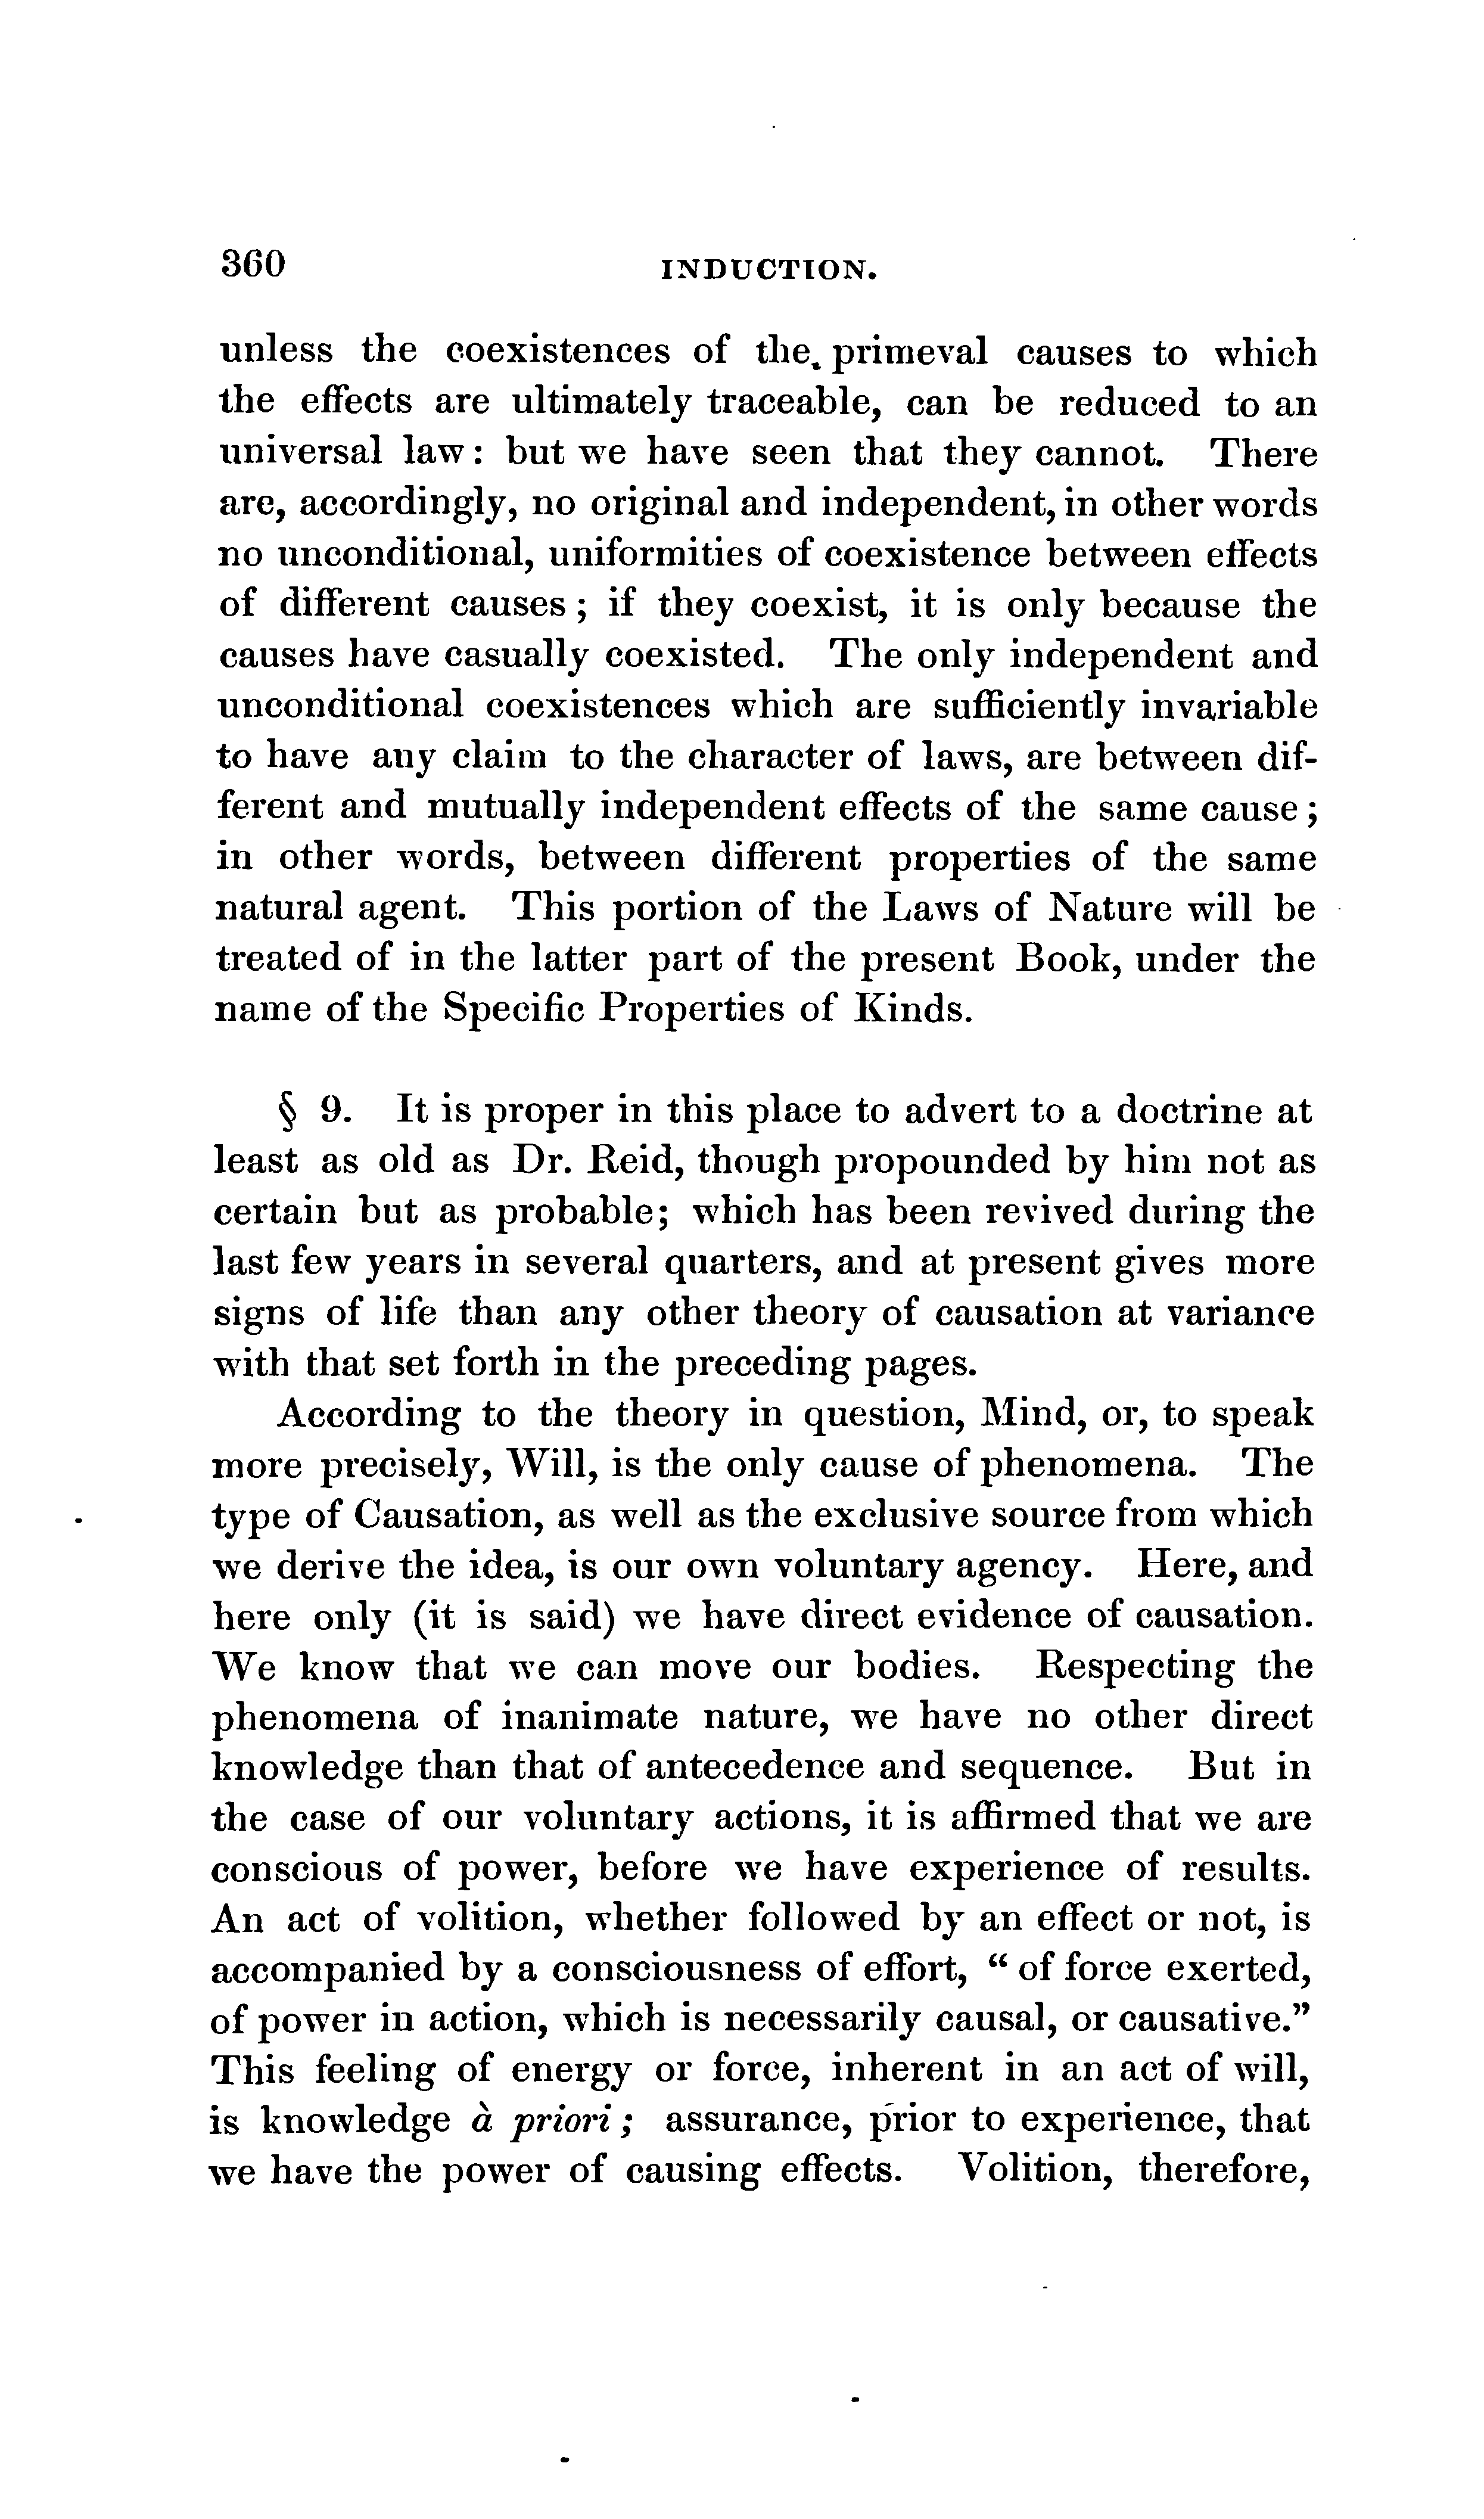 360 INDUCTION.
unless the coexistences of the primeval causes to which
the effects are ultimately traceable, can be reduced to an
universal law: but we have seen that they cannot. There
are, accordingly, no original and independent, in other words
no unconditional, uniformities of coexistence between effects
of different causes; if they coexist, it is only because the
causes have casually coexisted. The only independent and
unconditional coexistences which are sufficiently invariable
to have any claim to the character of laws, are between dif-
ferent and mutually independent effects of the same cause;
in other words, between different properties of the same
natural agent. This portion of the Laws of Nature will be
treated of in the latter part of the present Book, under the
name of the Specific Properties of Kinds.
§ 9. It is proper in this place to advert to a doctrine at
least as old as Dr. Reid, though propounded by him not as
certain but as probable; which has been revived during the
last few years in several quarters, and at present gives more
signs of life than any other theory of causation at variance
with that set forth in the preceding pages.
According to the theory in question, Mind, or, to speak
more precisely, Will, is the only cause of phenomena. The
type of Causation, as well as the exclusive source from which
we derive the idea, is our own voluntary agency. Here, and
here only (it is said) we have direct evidence of causation.
We know that we can move our bodies. Respecting the
phenomena of inanimate nature, we have no other direct
knowledge than that of antecedence and sequence. But in
the case of our voluntary actions, it is affirmed that we are
conscious of power, before we have experience of results.
An act of volition, whether followed by an effect or not, is
accompanied by a consciousness of effort, "of force exerted,
of power in action, which is necessarily causal, or causative."
This feeling of energy or force, inherent in an act of will,
is knowledge à priori; assurance, prior to experience, that
we have the power of causing effects. Volition, therefore,